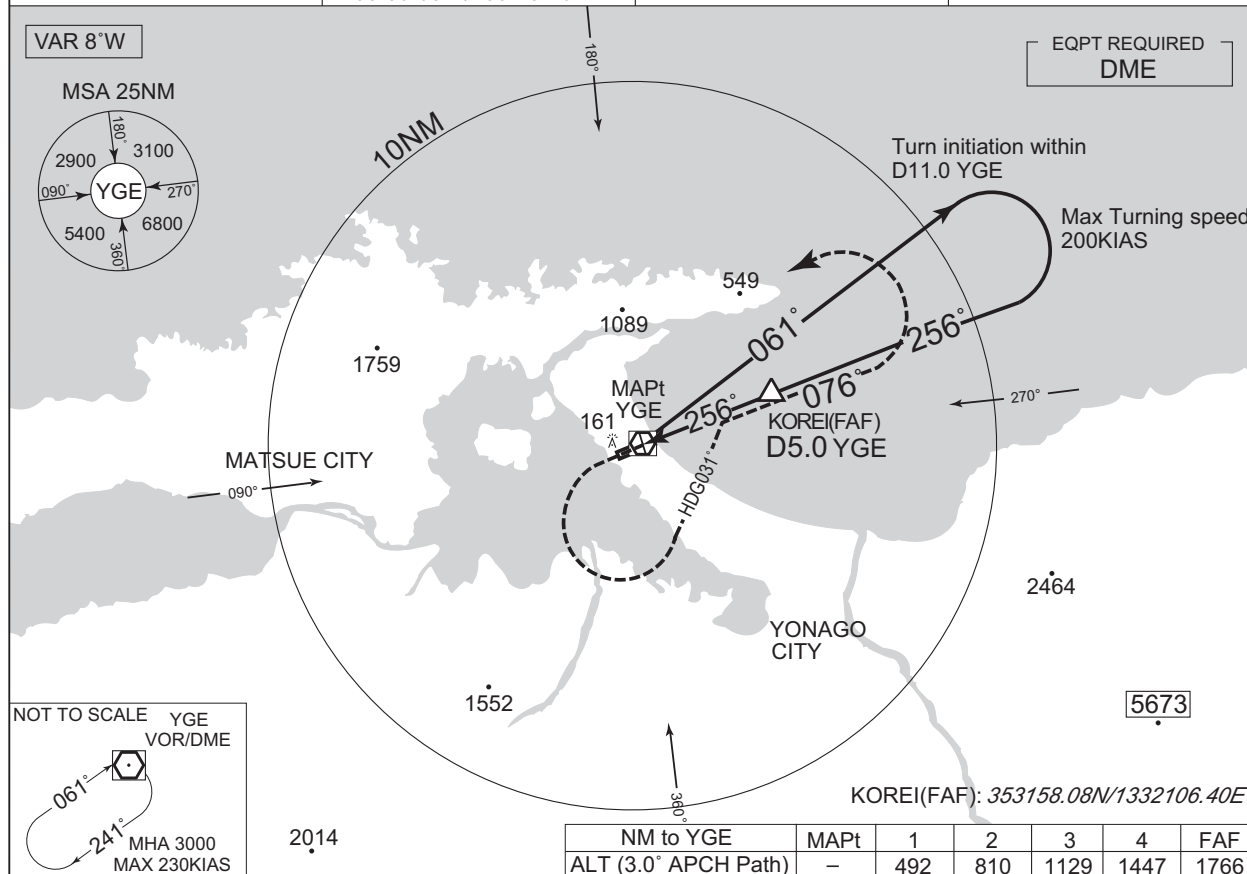 VAR 8°W
EQPT REQUIRED
DME
MSA 25NM
180°
2900
3100
090°
YGE
270°
5400
6800
360°
180°
10NM
Turn initiation within
D11.0 YGE
Max Turning speed
200KIAS
549
1089
1759
061°
256°
076°
256°
270°
MAPt
YGE
161
KOREI(FAF)
D5.0 YGE
MATSUE CITY
090°
HDG031°
2464
YONAGO
CITY
1552
5673
360°
NOT TO SCALE
YGE
VOR/DME
061°
241°
MHA 3000
MAX 230KIAS
2014
KOREI(FAF): 353158.08N/1332106.40E
NM to YGE MAPt 1 2 3 4 FAF
ALT (3.0° APCH Path) – 492 810 1129 1447 1766